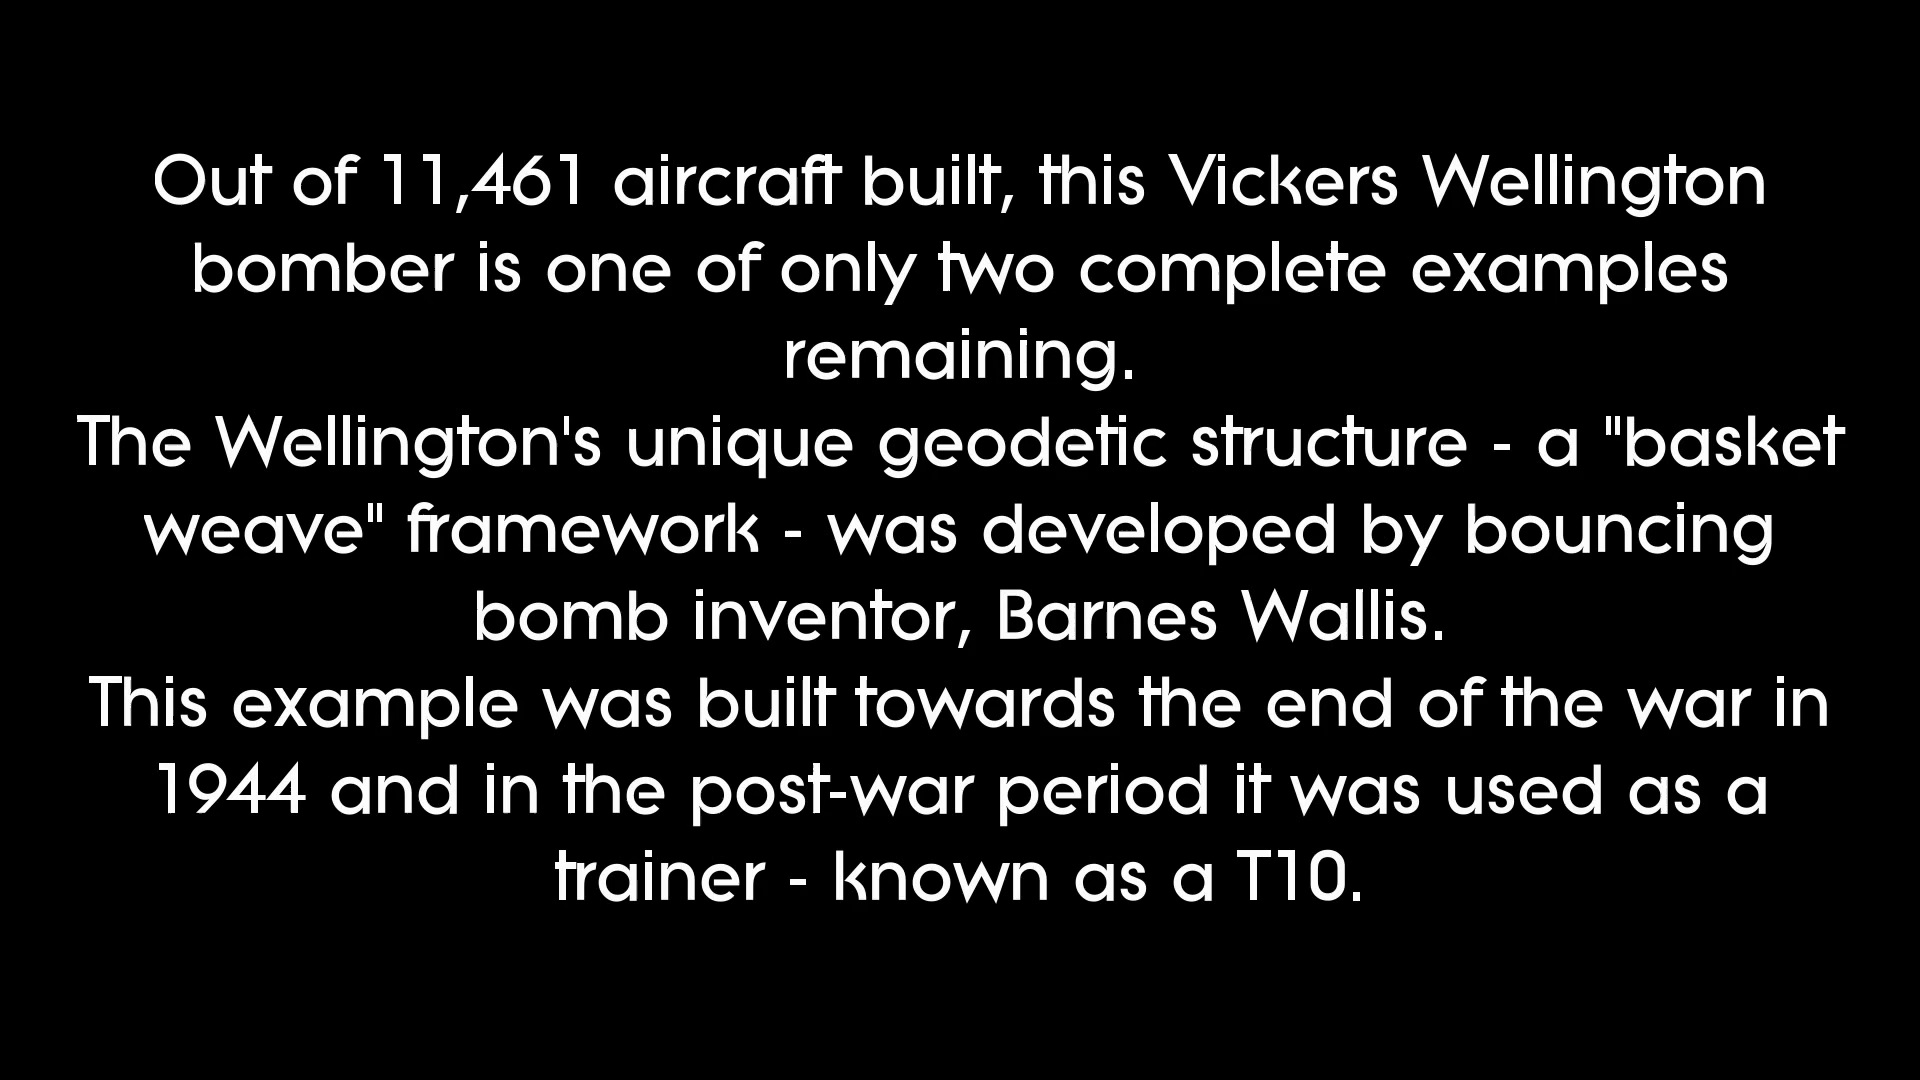 Out of 11,461 aircraft built, this Vickers Wellington
bomber is one of only two complete examples
remaining.
The Wellington's unique geodetic structure - a "basket
weave" framework - was developed by bouncing
bomb inventor, Barnes Wallis.
This example was built towards the end of the war in
1944 and in the post-war period it was used as a
trainer - known as a T10.